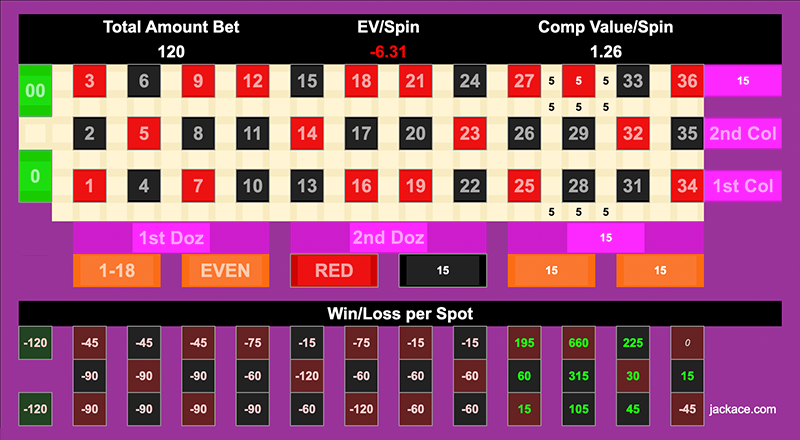 Total Amount Bet EV/Spin Comp Value/Spin
120 -6.31 1.26
00 3 6 9 12 15 18 21 24 27 5 5 5 33 36 15
5 5 5
2 5 8 11 14 17 20 23 26 29 32 35 2nd Col
0 1 4 7 10 13 16 19 22 25 28 31 34 1st Col
5 5 5
1st Doz 2nd Doz 15
1-18 EVEN RED 15 15 15
Win/Loss per Spot
-120 -45 -45 -45 -75 -15 -75 -15 -15 195 660 225 0
-90 -90 -90 -60 -120 -60 -60 -60 60 315 30 15
-120 -90 -90 -90 -60 -60 -120 -60 -60 15 105 45 -45 jackace.com